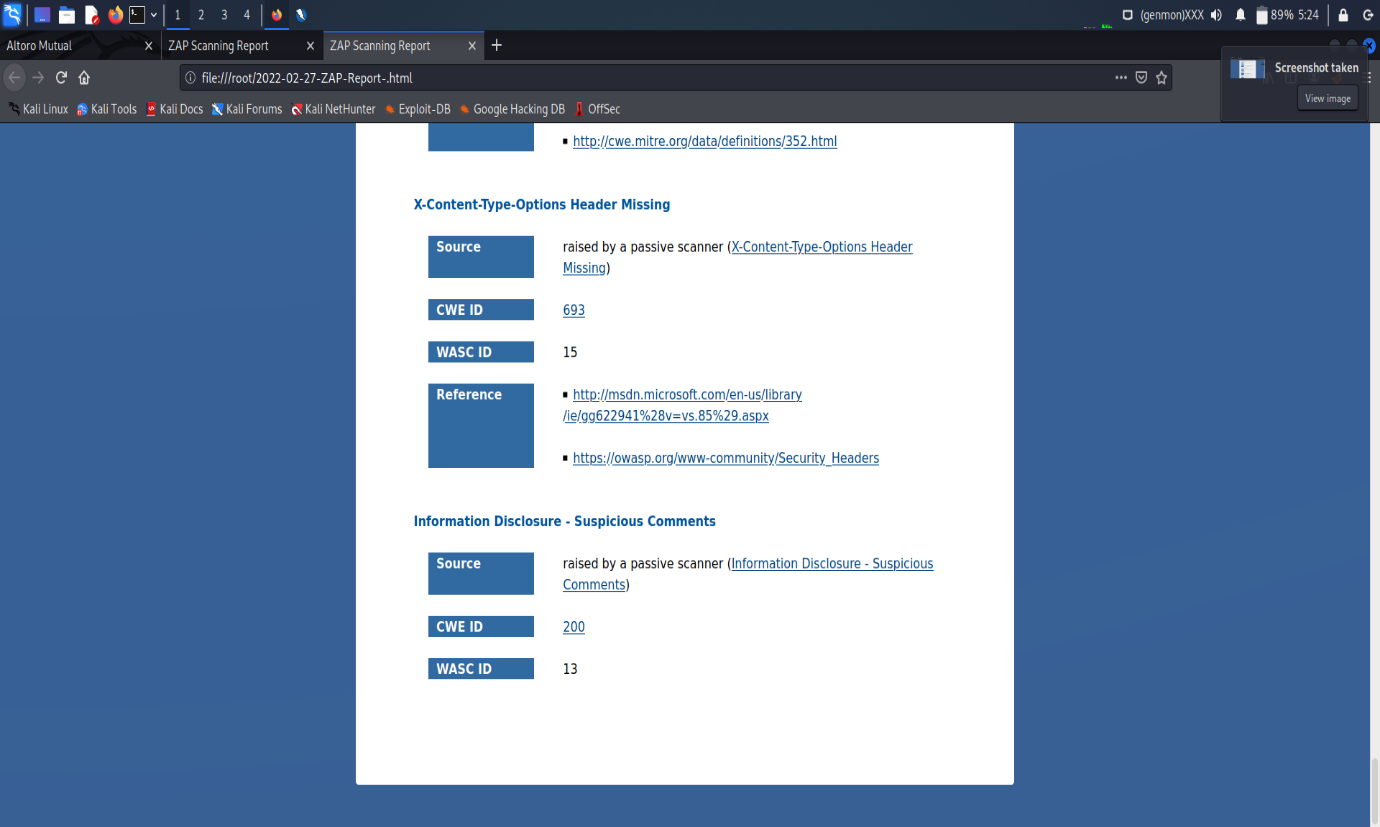 1 2 3 4 (genmon)XXX 89% 5:24
Altoro Mutual ZAP Scanning Report ZAP Scanning Report
file:///root/2022-02-27-ZAP-Report-.html
Screenshot taken
View image
Kali Linux Kali Tools Kali Docs Kali Forums Kali NetHunter Exploit-DB Google Hacking DB OffSec
http://cwe.mitre.org/data/definitions/352.html
X-Content-Type-Options Header Missing
Source raised by a passive scanner (X-Content-Type-Options Header
Missing)
CWE ID 693
WASC ID 15
Reference http://msdn.microsoft.com/en-us/library
/ie/gg622941%28v=vs.85%29.aspx
https://owasp.org/www-community/Security_Headers
Information Disclosure - Suspicious Comments
Source raised by a passive scanner (Information Disclosure - Suspicious
Comments)
CWE ID 200
WASC ID 13